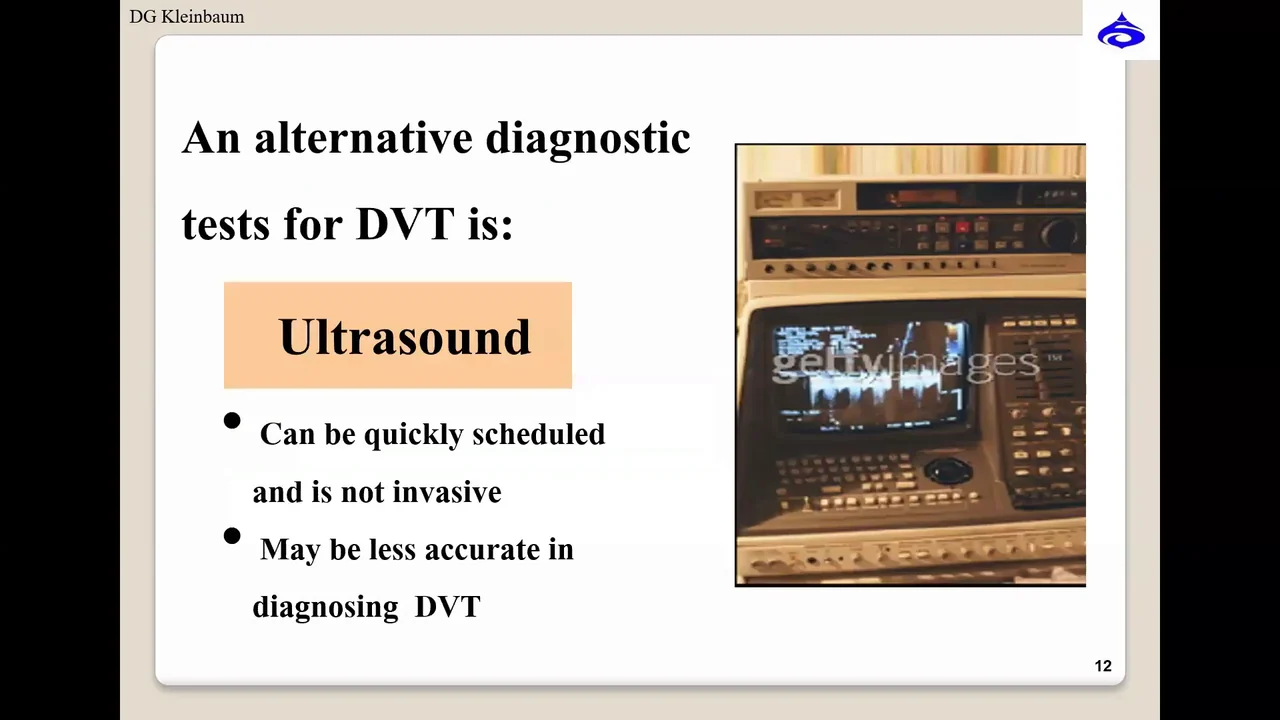 DG Kleinbaum
An alternative diagnostic
tests for DVT is:
Ultrasound
• Can be quickly scheduled
and is not invasive
• May be less accurate in
diagnosing DVT
gettyimages™
12